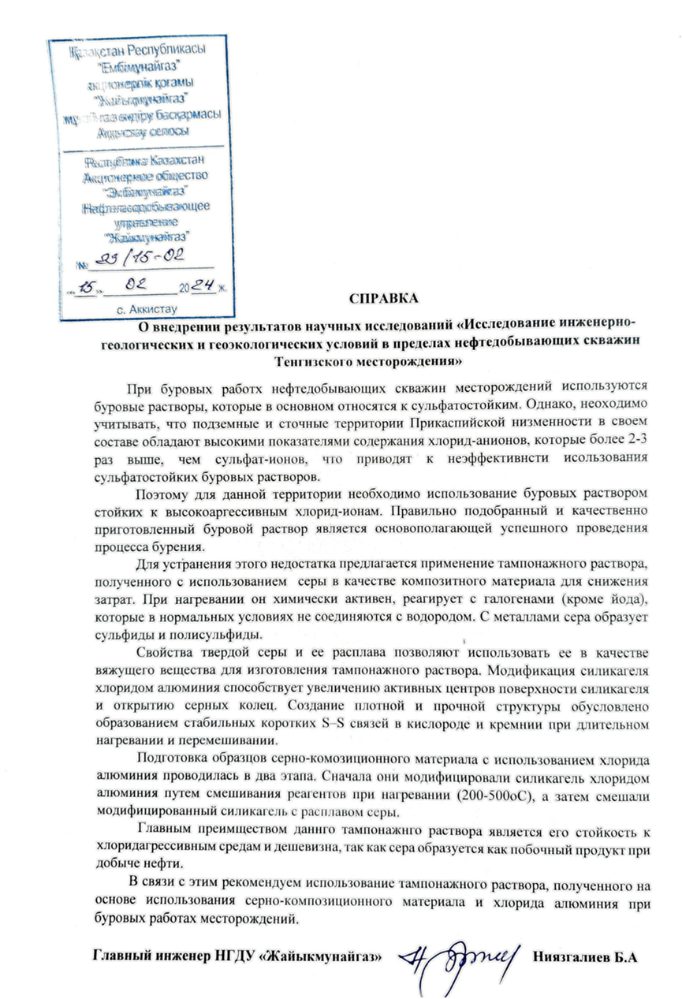 Қазақстан Республикасы
"Ембімұнайгаз"
акционерлік қоғамы
"Жайықмұнайгаз"
мұнайгаз өндіру басқармасы
Аққыстау селосы
Республика Казахстан
Акционерное общество
"Эмбамунайгаз"
Нефтегазодобывающее
управление
"Жайыкмунайгаз"
№ 23/15-02
"15" 02 2024 ж.
с. Аккистау
СПРАВКА
О внедрении результатов научных исследований «Исследование инженерно-
геологических и геоэкологических условий в пределах нефтедобывающих скважин
Тенгизского месторождения»
При буровых работх нефтедобывающих скважин месторождений используются
буровые растворы, которые в основном относятся к сульфатостойким. Однако, неоходимо
учитывать, что подземные и сточные территории Прикаспийской низменности в своем
составе обладают высокими показателями содержания хлорид-анионов, которые более 2-3
раз выше, чем сульфат-ионов, что приводят к неэффективнсти исользования
сульфатостойких буровых растворов.
Поэтому для данной территории необходимо использование буровых раствором
стойких к высокоаргессивным хлорид-ионам. Правильно подобранный и качественно
приготовленный буровой раствор является основополагающей успешного проведения
процесса бурения.
Для устранения этого недостатка предлагается применение тампонажного раствора,
полученного с использованием серы в качестве композитного материала для снижения
затрат. При нагревании он химически активен, реагирует с галогенами (кроме йода),
которые в нормальных условиях не соединяются с водородом. С металлами сера образует
сульфиды и полисульфиды.
Свойства твердой серы и ее расплава позволяют использовать ее в качестве
вяжущего вещества для изготовления тампонажного раствора. Модификация силикагеля
хлоридом алюминия способствует увеличению активных центров поверхности силикагеля
и открытию серных колец. Создание плотной и прочной структуры обусловлено
образованием стабильных коротких S–S связей в кислороде и кремнии при длительном
нагревании и перемешивании.
Подготовка образцов серно-комозиционного материала с использованием хлорида
алюминия проводилась в два этапа. Сначала они модифицировали силикагель хлоридом
алюминия путем смешивания реагентов при нагревании (200-500оС), а затем смешали
модифицированный силикагель с расплавом серы.
Главным преимществом даннго тампонажнго раствора является его стойкость к
хлоридагрессивным средам и дешевизна, так как сера образуется как побочный продукт при
добыче нефти.
В связи с этим рекомендуем использование тампонажного раствора, полученного на
основе использования серно-композиционного материала и хлорида алюминия при
буровых работах месторождений.
Главный инженер НГДУ «Жайыкмунайгаз» Ниязгалиев Б.А